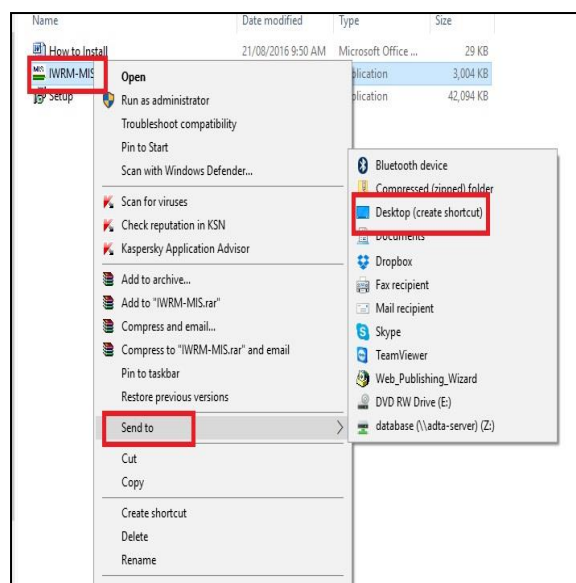 Name Date modified Type Size
How to Install 21/08/2016 9:50 AM Microsoft Office ... 29 KB
IWRM-MIS plication 3,004 KB
Setup plication 42,094 KB
Open
Run as administrator
Troubleshoot compatibility
Pin to Start
Scan with Windows Defender...
Scan for viruses
Check reputation in KSN
Kaspersky Application Advisor
Add to archive...
Add to "IWRM-MIS.rar"
Compress and email...
Compress to "IWRM-MIS.rar" and email
Pin to taskbar
Restore previous versions
Send to
Cut
Copy
Create shortcut
Delete
Rename
Bluetooth device
Compressed (zipped) folder
Desktop (create shortcut)
Documents
Dropbox
Fax recipient
Mail recipient
Skype
TeamViewer
Web_Publishing_Wizard
DVD RW Drive (E:)
database (\\adta-server) (Z:)